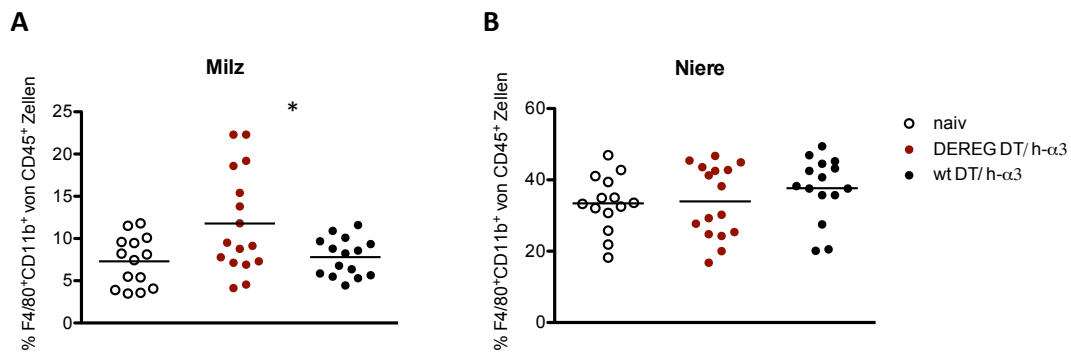 A
B
Milz
Niere
% F4/80⁺CD11b⁺ von CD45⁺ Zellen
25
20
15
10
5
0
*
% F4/80⁺CD11b⁺ von CD45⁺ Zellen
60
40
20
0
naiv
DEREG DT/ h-α3
wt DT/ h-α3